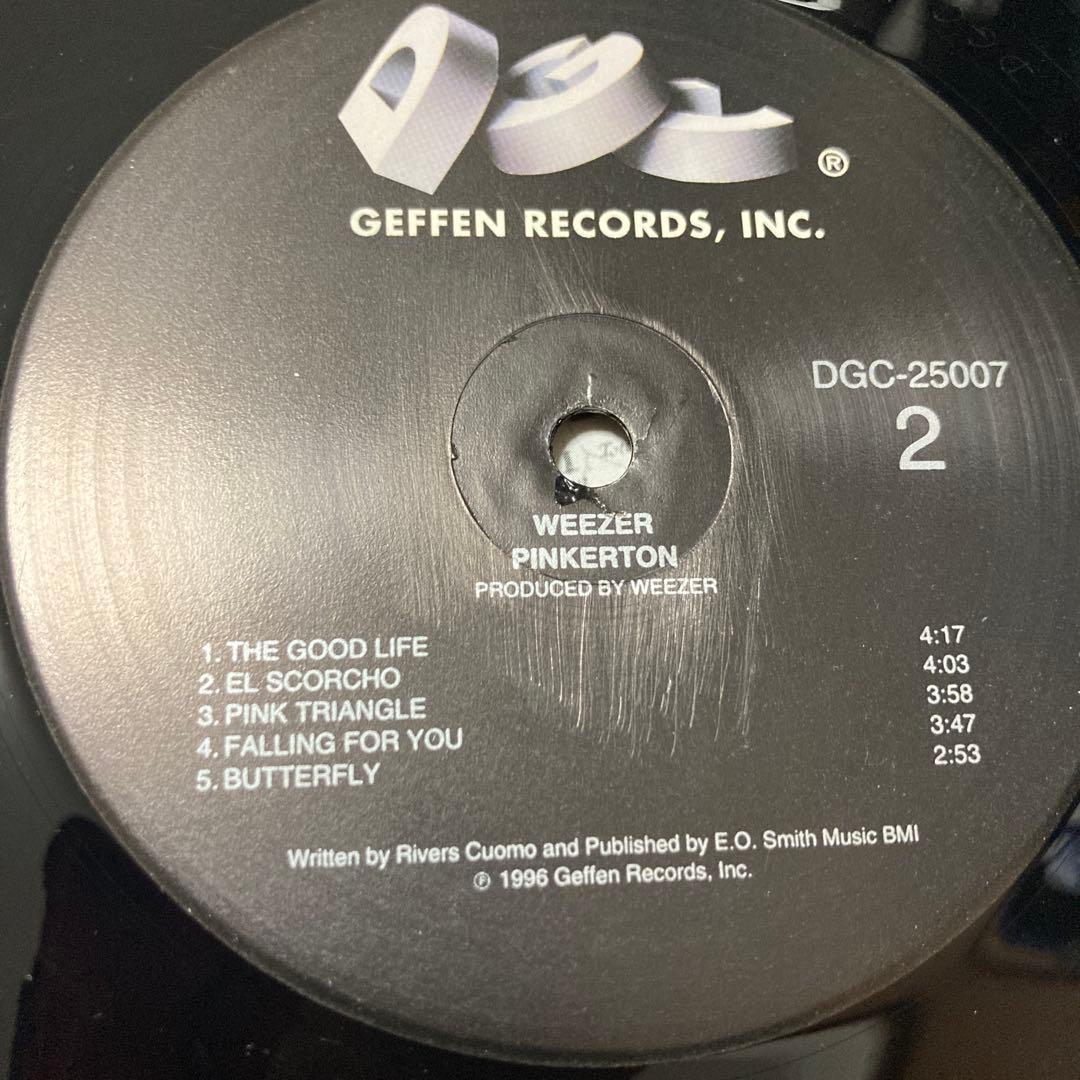 DGC
®
GEFFEN RECORDS, INC.
DGC-25007
2
WEEZER
PINKERTON
PRODUCED BY WEEZER
1. THE GOOD LIFE 4:17
2. EL SCORCHO 4:03
3. PINK TRIANGLE 3:58
4. FALLING FOR YOU 3:47
5. BUTTERFLY 2:53
Written by Rivers Cuomo and Published by E.O. Smith Music BMI
℗ 1996 Geffen Records, Inc.